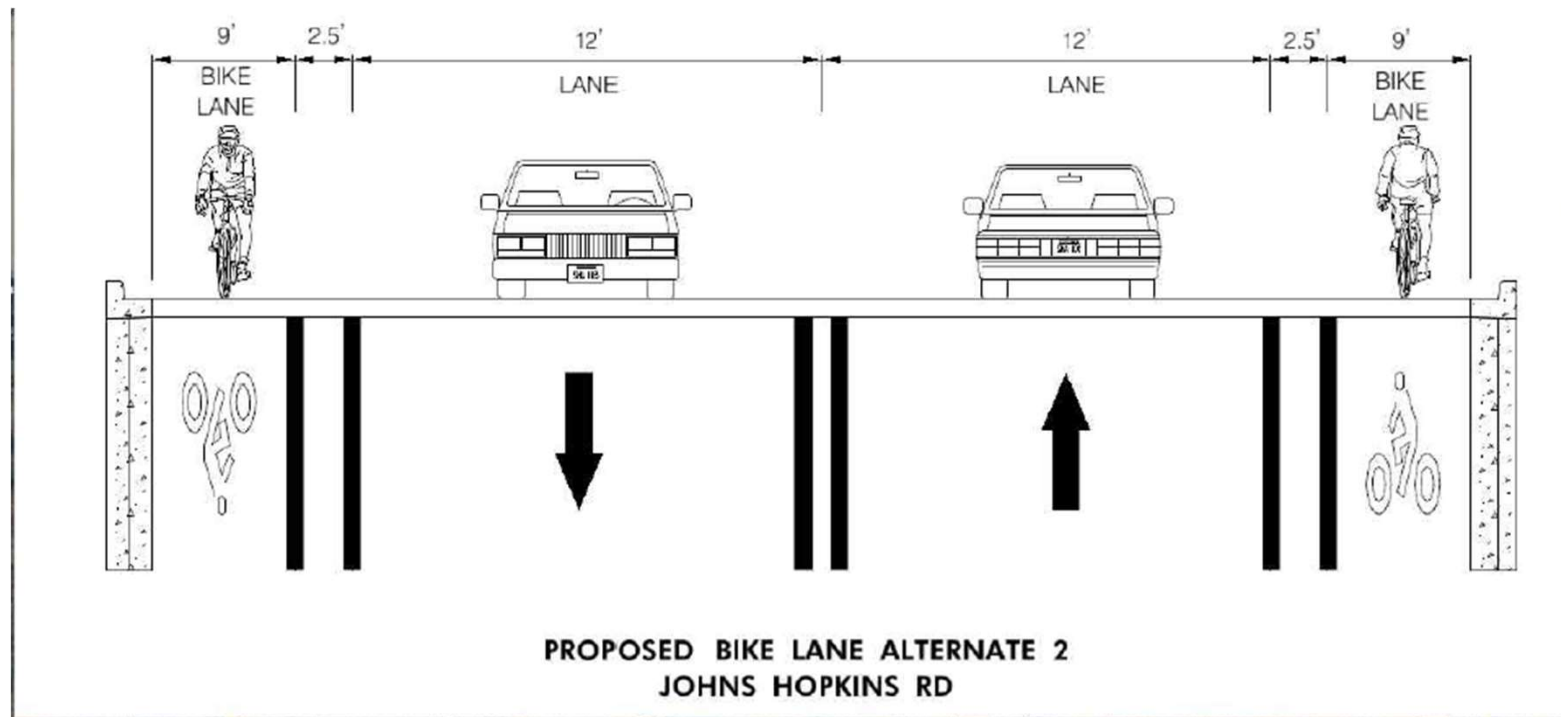 9' 2.5' 12' 12' 2.5' 9'
BIKE LANE LANE BIKE
LANE LANE
PROPOSED BIKE LANE ALTERNATE 2
JOHNS HOPKINS RD